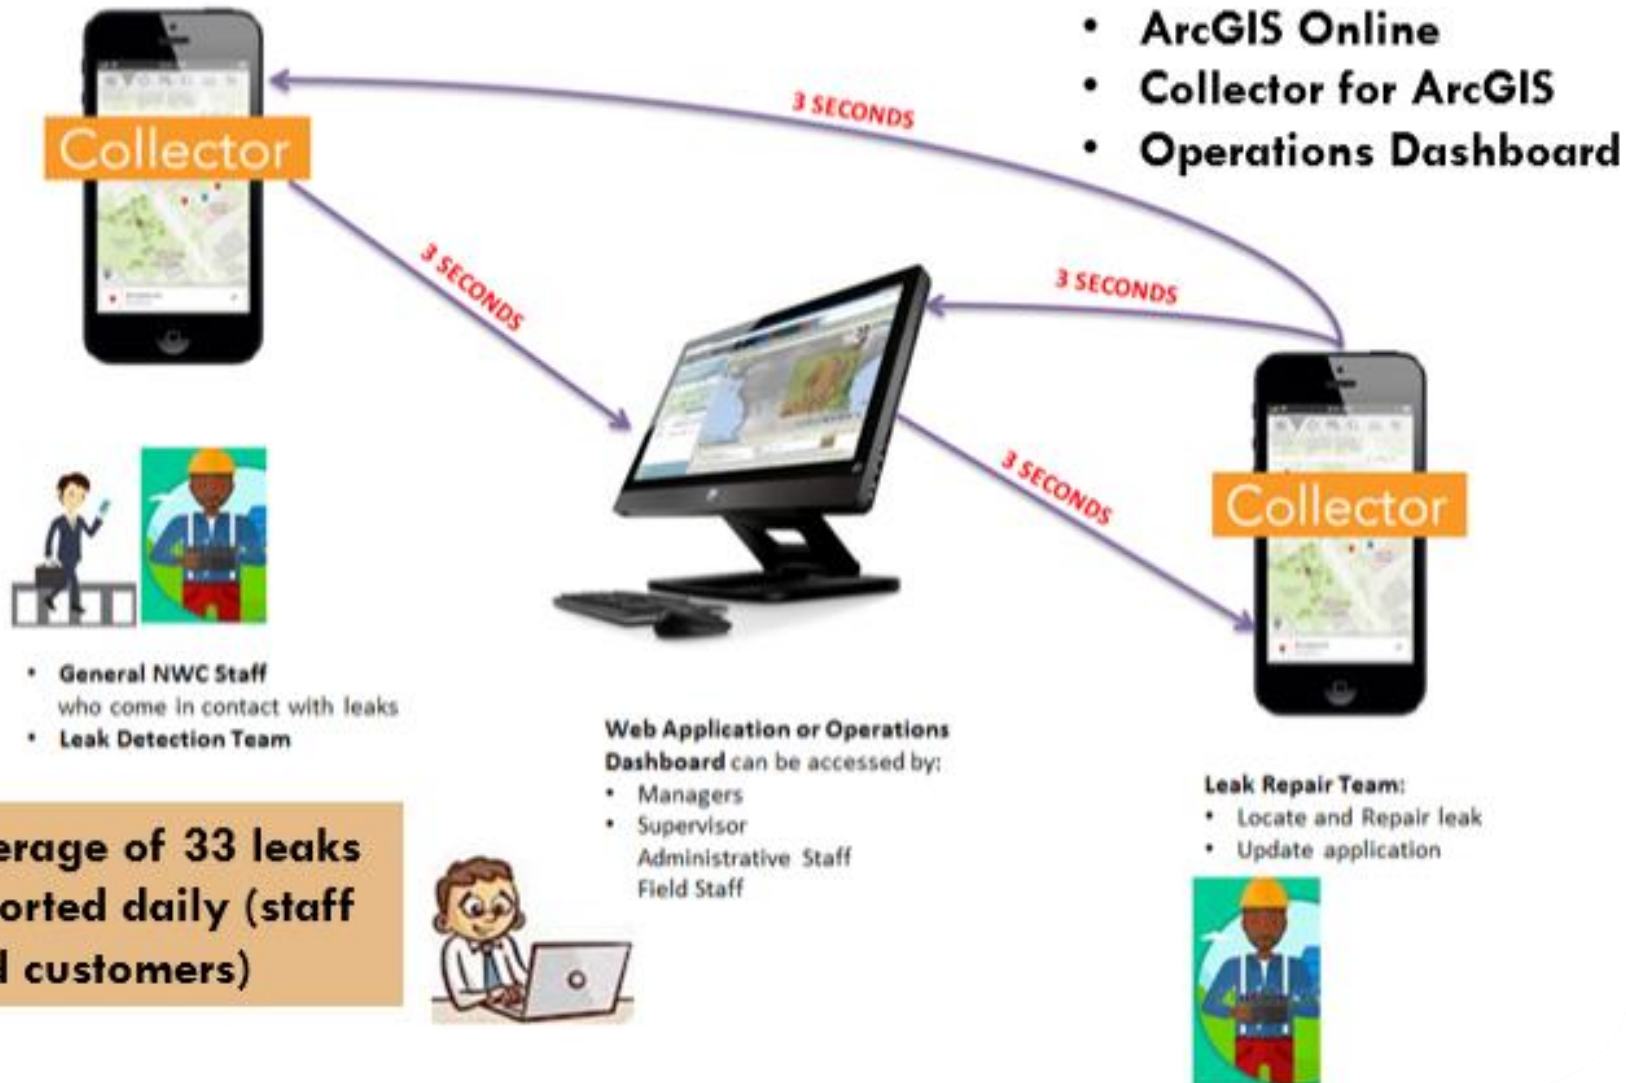 • ArcGIS Online
• Collector for ArcGIS
• Operations Dashboard
Collector
3 SECONDS
3 SECONDS
3 SECONDS
3 SECONDS
Collector
• General NWC Staff
who come in contact with leaks
• Leak Detection Team
erage of 33 leaks
orted daily (staff
d customers)
Web Application or Operations
Dashboard can be accessed by:
• Managers
• Supervisor
Administrative Staff
Field Staff
Leak Repair Team:
• Locate and Repair leak
• Update application